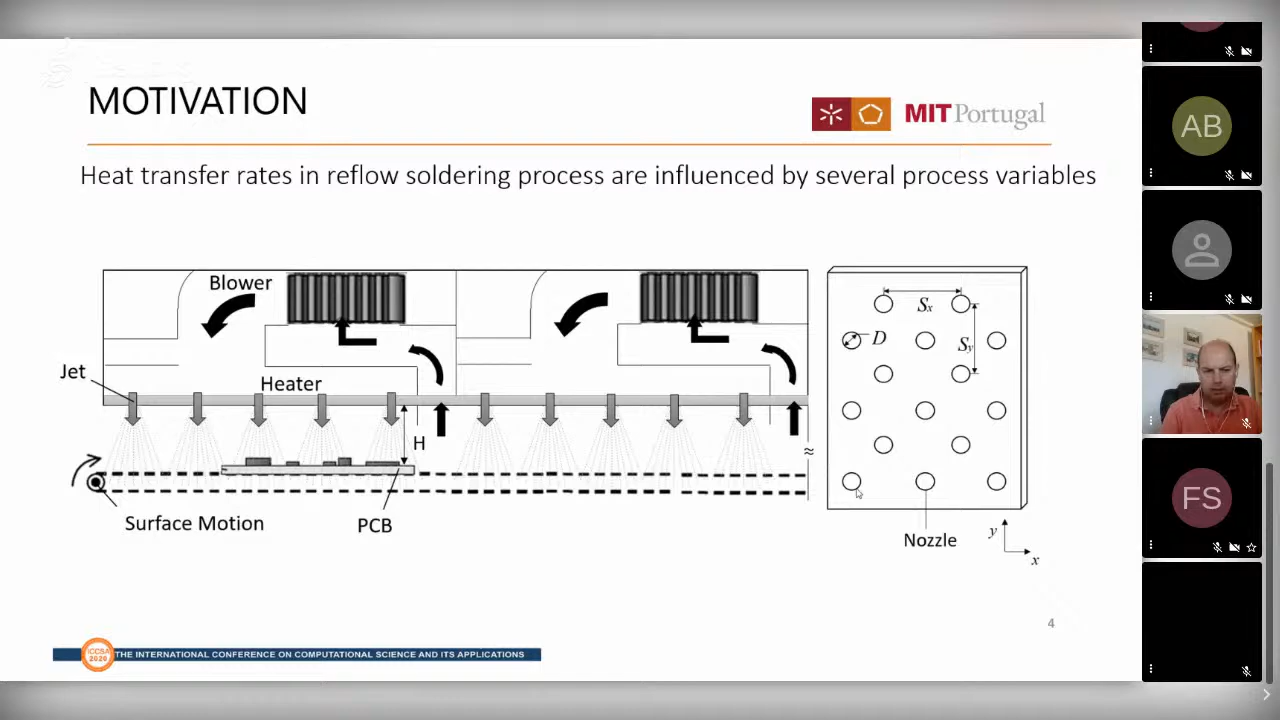 MOTIVATION
MIT Portugal
Heat transfer rates in reflow soldering process are influenced by several process variables
Blower
Jet
Heater
H
Surface Motion
PCB
≈
Sx
D
Sy
Nozzle
y
x
4
ICCSA
2020
THE INTERNATIONAL CONFERENCE ON COMPUTATIONAL SCIENCE AND ITS APPLICATIONS
AB
FS